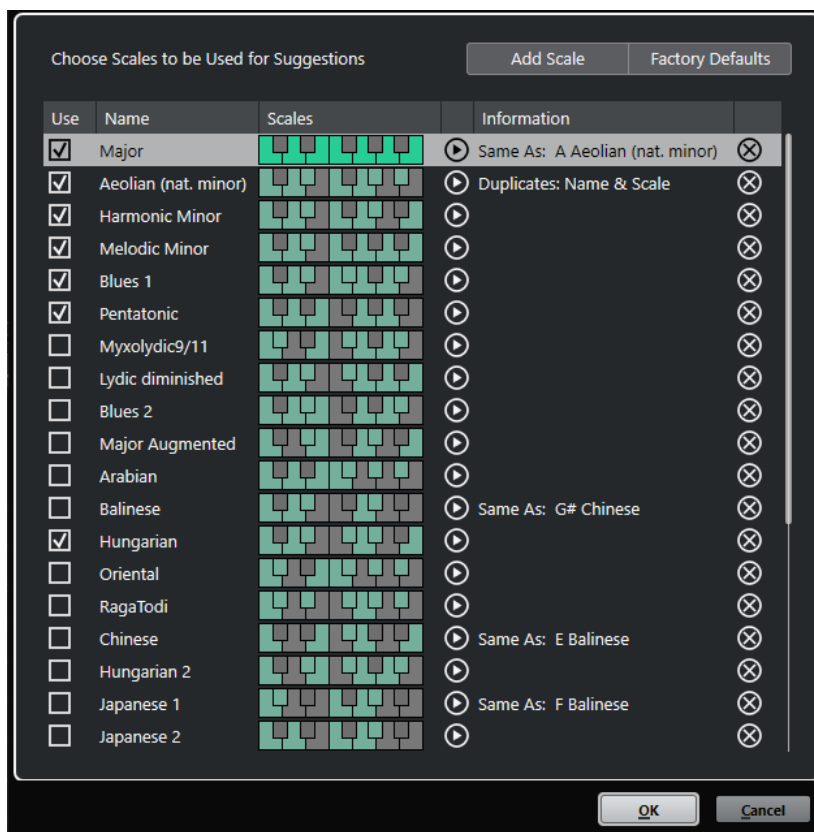 Choose Scales to be Used for Suggestions Add Scale Factory Defaults
Use Name Scales Information
Major Same As: A Aeolian (nat. minor)
Aeolian (nat. minor) Duplicates: Name & Scale
Harmonic Minor
Melodic Minor
Blues 1
Pentatonic
Myxolydic9/11
Lydic diminished
Blues 2
Major Augmented
Arabian
Balinese Same As: G# Chinese
Hungarian
Oriental
RagaTodi
Chinese Same As: E Balinese
Hungarian 2
Japanese 1 Same As: F Balinese
Japanese 2
OK Cancel